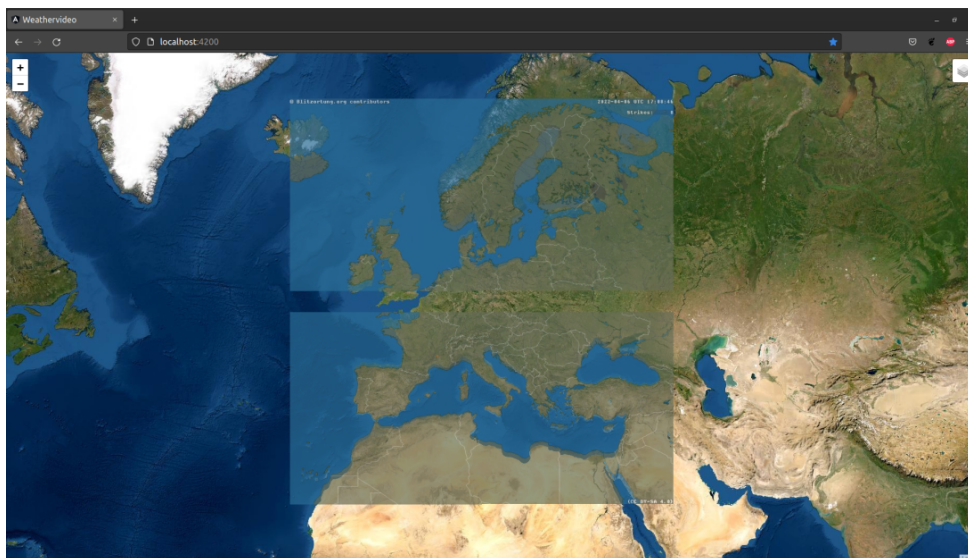 Weathervideo
localhost:4200
+
−
© Blitzortung.org contributors
Strikes: